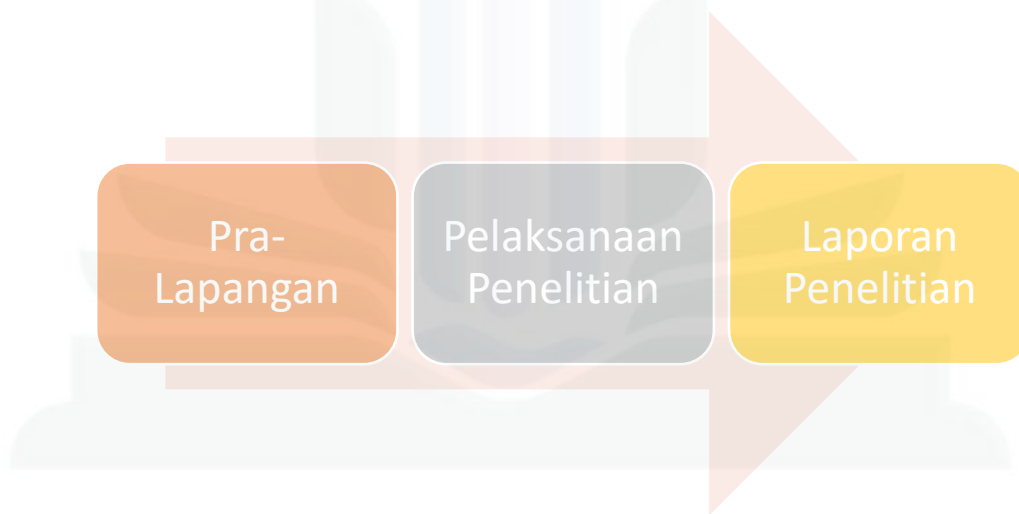 Pra-
Lapangan
Pelaksanaan
Penelitian
Laporan
Penelitian